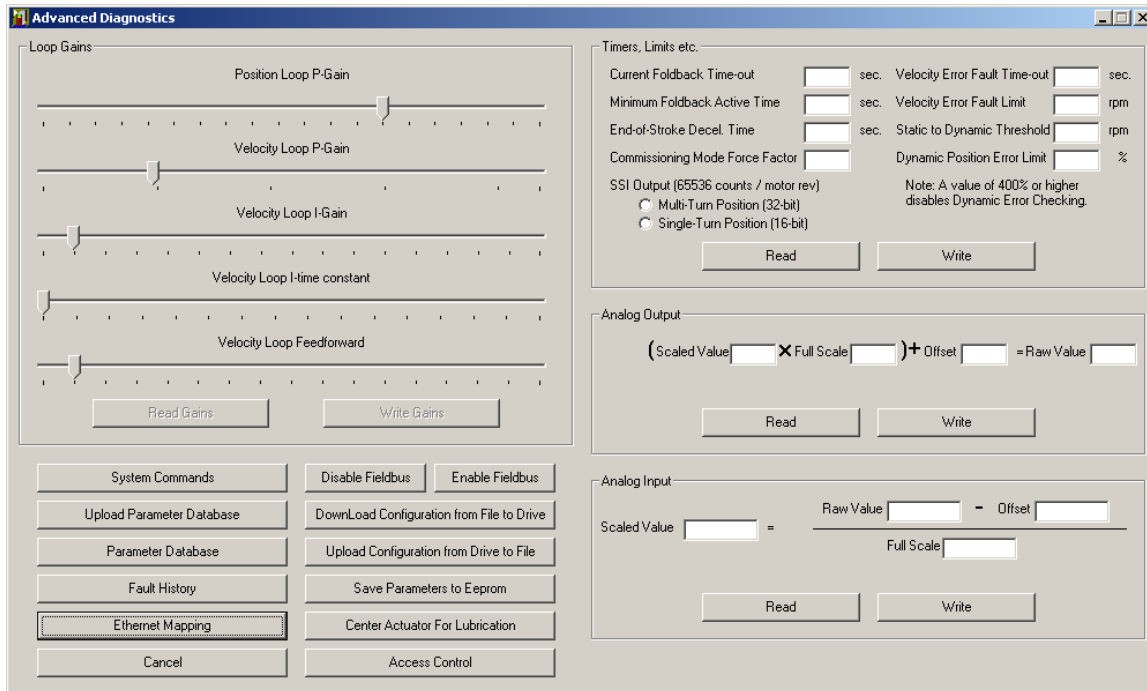 Advanced Diagnostics
Loop Gains
Position Loop P-Gain
Velocity Loop P-Gain
Velocity Loop I-Gain
Velocity Loop I-time constant
Velocity Loop Feedforward
Read Gains Write Gains
System Commands Disable Fieldbus Enable Fieldbus
Upload Parameter Database DownLoad Configuration from File to Drive
Parameter Database Upload Configuration from Drive to File
Fault History Save Parameters to Eeprom
Ethernet Mapping Center Actuator For Lubrication
Cancel Access Control
Timers, Limits etc.
Current Foldback Time-out sec. Velocity Error Fault Time-out sec.
Minimum Foldback Active Time sec. Velocity Error Fault Limit rpm
End-of-Stroke Decel. Time sec. Static to Dynamic Threshold rpm
Commissioning Mode Force Factor Dynamic Position Error Limit %
SSI Output (65536 counts / motor rev)
Multi-Turn Position (32-bit)
Single-Turn Position (16-bit)
Note: A value of 400% or higher
disables Dynamic Error Checking.
Read Write
Analog Output
(Scaled Value X Full Scale )+ Offset = Raw Value
Read Write
Analog Input
Raw Value - Offset
Scaled Value =
Full Scale
Read Write